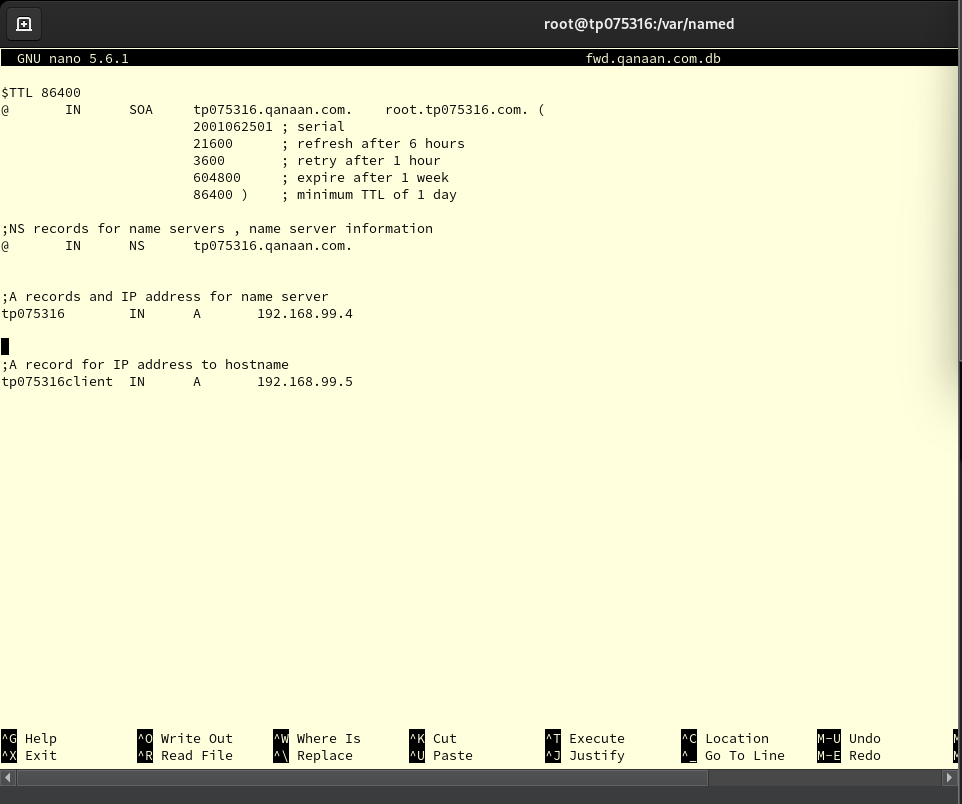 root@tp075316:/var/named
GNU nano 5.6.1 fwd.qanaan.com.db
$TTL 86400
@ IN SOA tp075316.qanaan.com. root.tp075316.com. (
2001062501 ; serial
21600 ; refresh after 6 hours
3600 ; retry after 1 hour
604800 ; expire after 1 week
86400 ) ; minimum TTL of 1 day
;NS records for name servers , name server information
@ IN NS tp075316.qanaan.com.
;A records and IP address for name server
tp075316 IN A 192.168.99.4
;A record for IP address to hostname
tp075316client IN A 192.168.99.5
^G Help ^O Write Out ^W Where Is ^K Cut ^T Execute ^C Location M-U Undo
^X Exit ^R Read File ^\ Replace ^U Paste ^J Justify ^_ Go To Line M-E Redo